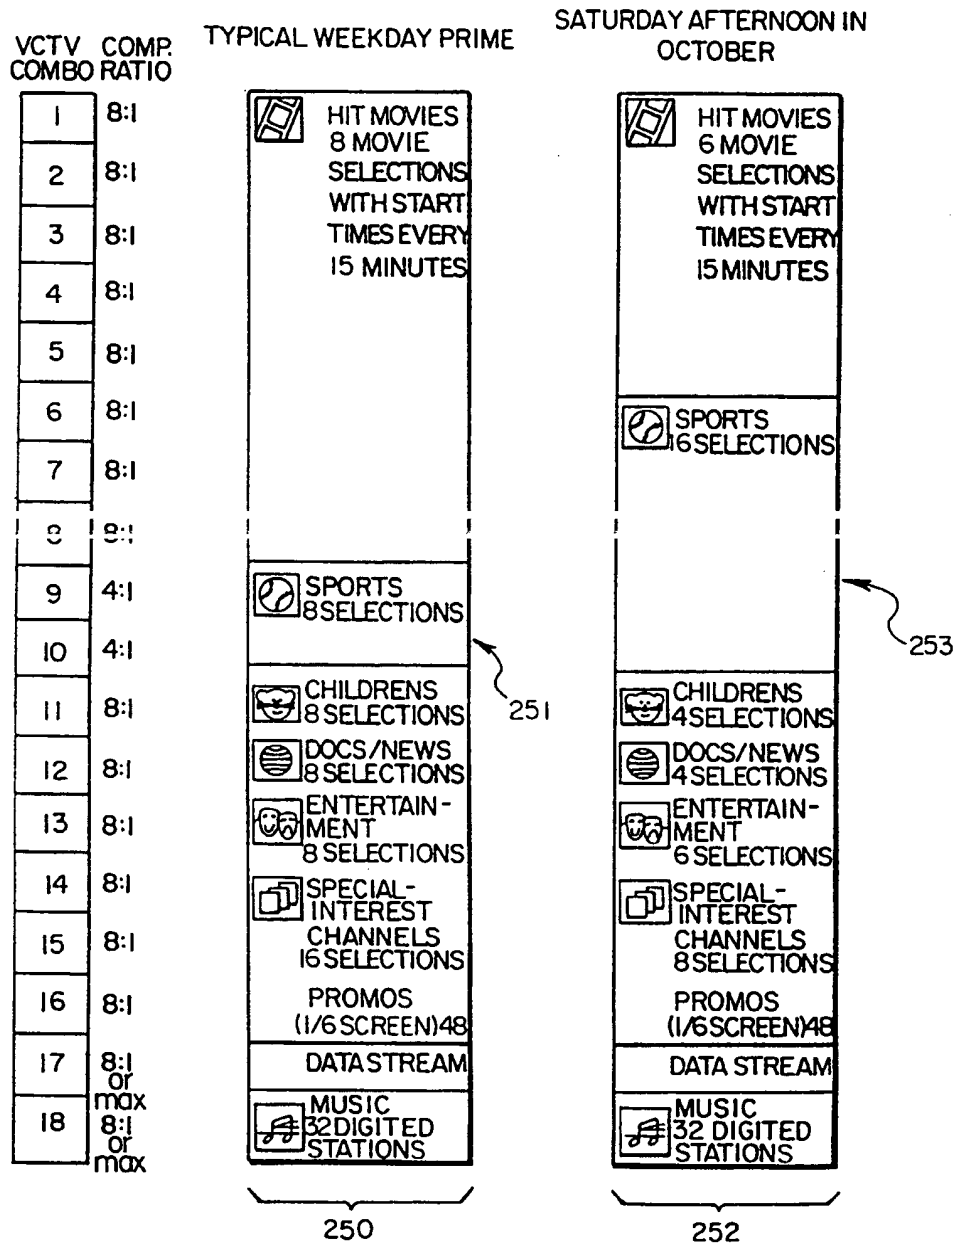 VCTV COMBO
COMP. RATIO
1 8:1
2 8:1
3 8:1
4 8:1
5 8:1
6 8:1
7 8:1
8 8:1
9 4:1
10 4:1
11 8:1
12 8:1
13 8:1
14 8:1
15 8:1
16 8:1
17 8:1 or max
18 8:1 or max
TYPICAL WEEKDAY PRIME
HIT MOVIES
8 MOVIE
SELECTIONS
WITH START
TIMES EVERY
15 MINUTES
SPORTS
8 SELECTIONS
251
CHILDRENS
8 SELECTIONS
DOCS/NEWS
8 SELECTIONS
ENTERTAIN-
MENT
8 SELECTIONS
SPECIAL-
INTEREST
CHANNELS
16 SELECTIONS
PROMOS
(1/6 SCREEN) 48
DATA STREAM
MUSIC
32 DIGITED
STATIONS
250
SATURDAY AFTERNOON IN
OCTOBER
HIT MOVIES
6 MOVIE
SELECTIONS
WITH START
TIMES EVERY
15 MINUTES
SPORTS
16 SELECTIONS
253
CHILDRENS
4 SELECTIONS
DOCS/NEWS
4 SELECTIONS
ENTERTAIN-
MENT
6 SELECTIONS
SPECIAL-
INTEREST
CHANNELS
8 SELECTIONS
PROMOS
(1/6 SCREEN) 48
DATA STREAM
MUSIC
32 DIGITED
STATIONS
252